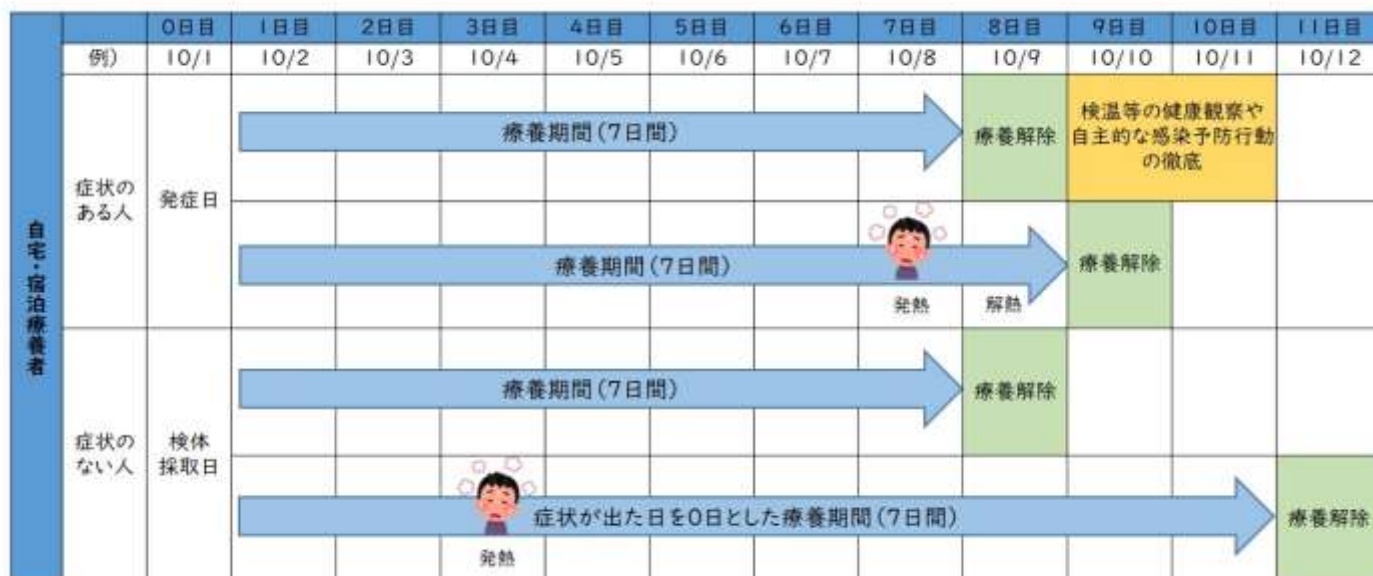 0日目 1日目 2日目 3日目 4日目 5日目 6日目 7日目 8日目 9日目 10日目 11日目
例) 10/1 10/2 10/3 10/4 10/5 10/6 10/7 10/8 10/9 10/10 10/11 10/12
自宅・宿泊療養者
症状の
ある人
発症日
療養期間(7日間)
療養解除
検温等の健康観察や
自主的な感染予防行動
の徹底
療養期間(7日間)
発熱
解熱
療養解除
症状の
ない人
検体
採取日
療養期間(7日間)
療養解除
発熱
症状が出た日を0日とした療養期間(7日間)
療養解除